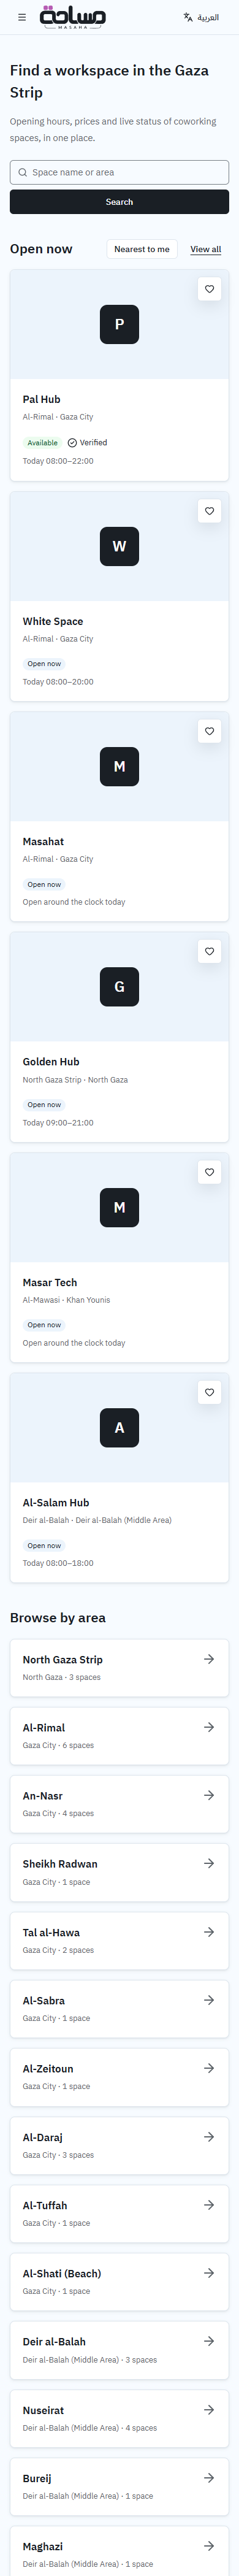 مساحة
MASAHA
العربية
Find a workspace in the Gaza
Strip
Opening hours, prices and live status of coworking
spaces, in one place.
Space name or area
Search
Open now
Nearest to me
View all
P
Pal Hub
Al-Rimal · Gaza City
Available
Verified
Today 08:00–22:00
W
White Space
Al-Rimal · Gaza City
Open now
Today 08:00–20:00
M
Masahat
Al-Rimal · Gaza City
Open now
Open around the clock today
G
Golden Hub
North Gaza Strip · North Gaza
Open now
Today 09:00–21:00
M
Masar Tech
Al-Mawasi · Khan Younis
Open now
Open around the clock today
A
Al-Salam Hub
Deir al-Balah · Deir al-Balah (Middle Area)
Open now
Today 08:00–18:00
Browse by area
North Gaza Strip
North Gaza · 3 spaces
Al-Rimal
Gaza City · 6 spaces
An-Nasr
Gaza City · 4 spaces
Sheikh Radwan
Gaza City · 1 space
Tal al-Hawa
Gaza City · 2 spaces
Al-Sabra
Gaza City · 1 space
Al-Zeitoun
Gaza City · 1 space
Al-Daraj
Gaza City · 3 spaces
Al-Tuffah
Gaza City · 1 space
Al-Shati (Beach)
Gaza City · 1 space
Deir al-Balah
Deir al-Balah (Middle Area) · 3 spaces
Nuseirat
Deir al-Balah (Middle Area) · 4 spaces
Bureij
Deir al-Balah (Middle Area) · 1 space
Maghazi
Deir al-Balah (Middle Area) · 1 space